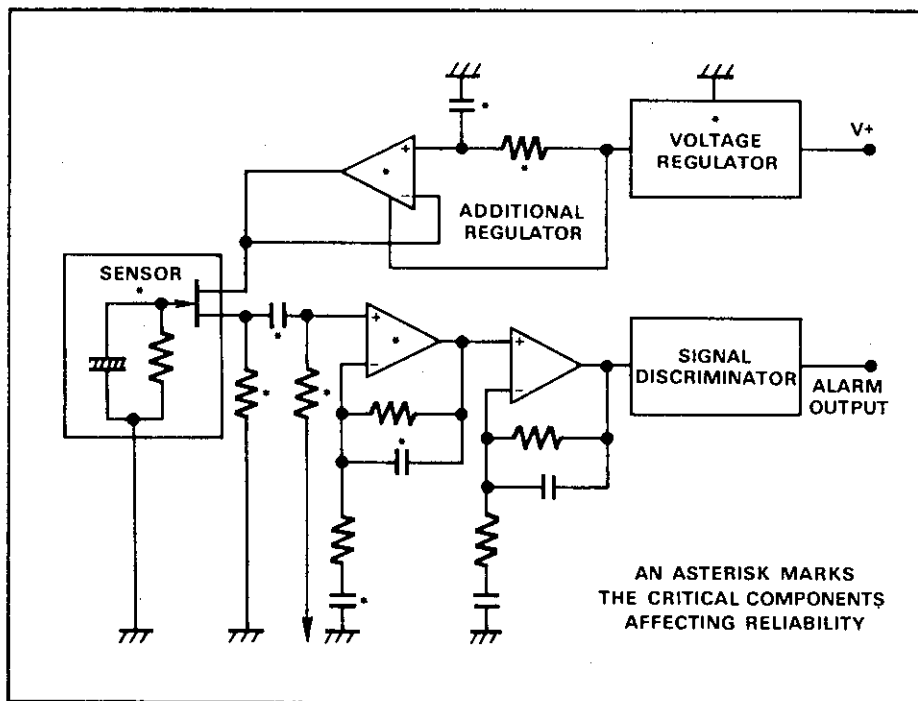 VOLTAGE
REGULATOR
V+
ADDITIONAL
REGULATOR
SENSOR
SIGNAL
DISCRIMINATOR
ALARM
OUTPUT
AN ASTERISK MARKS
THE CRITICAL COMPONENTS
AFFECTING RELIABILITY